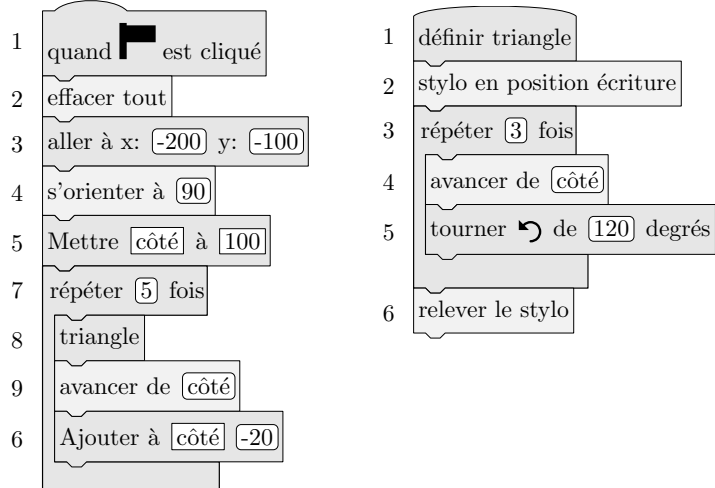 1 quand est cliqué
2 effacer tout
3 aller à x: -200 y: -100
4 s'orienter à 90
5 Mettre côté à 100
7 répéter 5 fois
8 triangle
9 avancer de côté
6 Ajouter à côté -20
1 définir triangle
2 stylo en position écriture
3 répéter 3 fois
4 avancer de côté
5 tourner de 120 degrés
6 relever le stylo